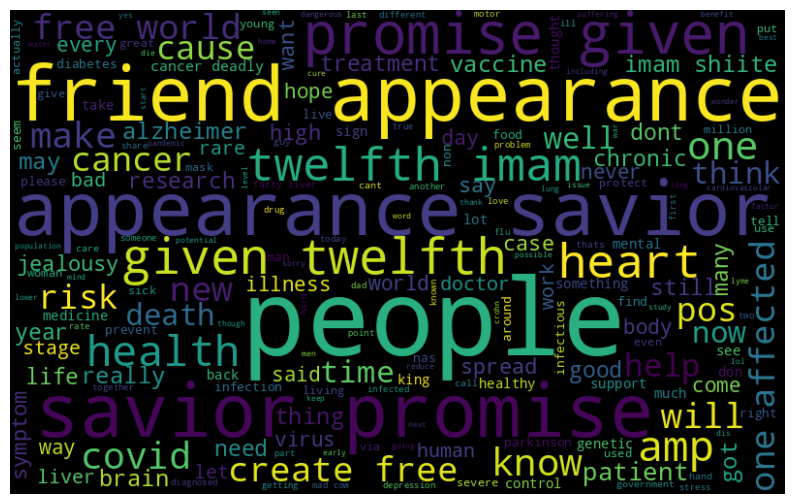 free world
promise given
friend appearance
every
cause
want
treatment
vaccine
imam shiite
thought
put
different
benefit
suffering
motor
dangerous
last
young
yes
seen
actually
diabetes
cancer deadly
great
home
water
die
best
give
take
hope
cure
including
start
live
wonder
make
alzheimer
high
sign
true
million
share
pandemic
guy
day
food
war
well
dont
one
seem
rare
mask
non
problem
may
cancer
twelfth imam
chronic
please
bad
research
level
fatty liver
cant
another
issue
protect
never
think
say
lung
long
cardiovascular
appearance savior
drug
word
thank
love
lot
first
factor
tell
use
population
care
someone
potential
today
flu
possible
given twelfth
case
heart
mental
many
jealousy
man
woman
mind
sorry
thats
lower
sick
new
illness
world
doctor
dad
known
work
something
still
risk
medicine
rate
prevent
death
people
around
crohn
infectious
find
study
body
pos
now
lyme
two
year
though
men
point
even
stage
health
time
nas
spread
good
help
see
lol
one affected
life
really
back
said
king
healthy
come
together
infection
living
infected
call
support
much
don
right
savior promise
thing
reduce
keep
next
will
symptom
way
covid
need
virus
human
via
parkinson
genetic
dis
amp
got
part
early
going
used
hand
liver
brain
let
create free
know
patient
diagnosed
getting
mad cow
depression
severe
control
government
stress